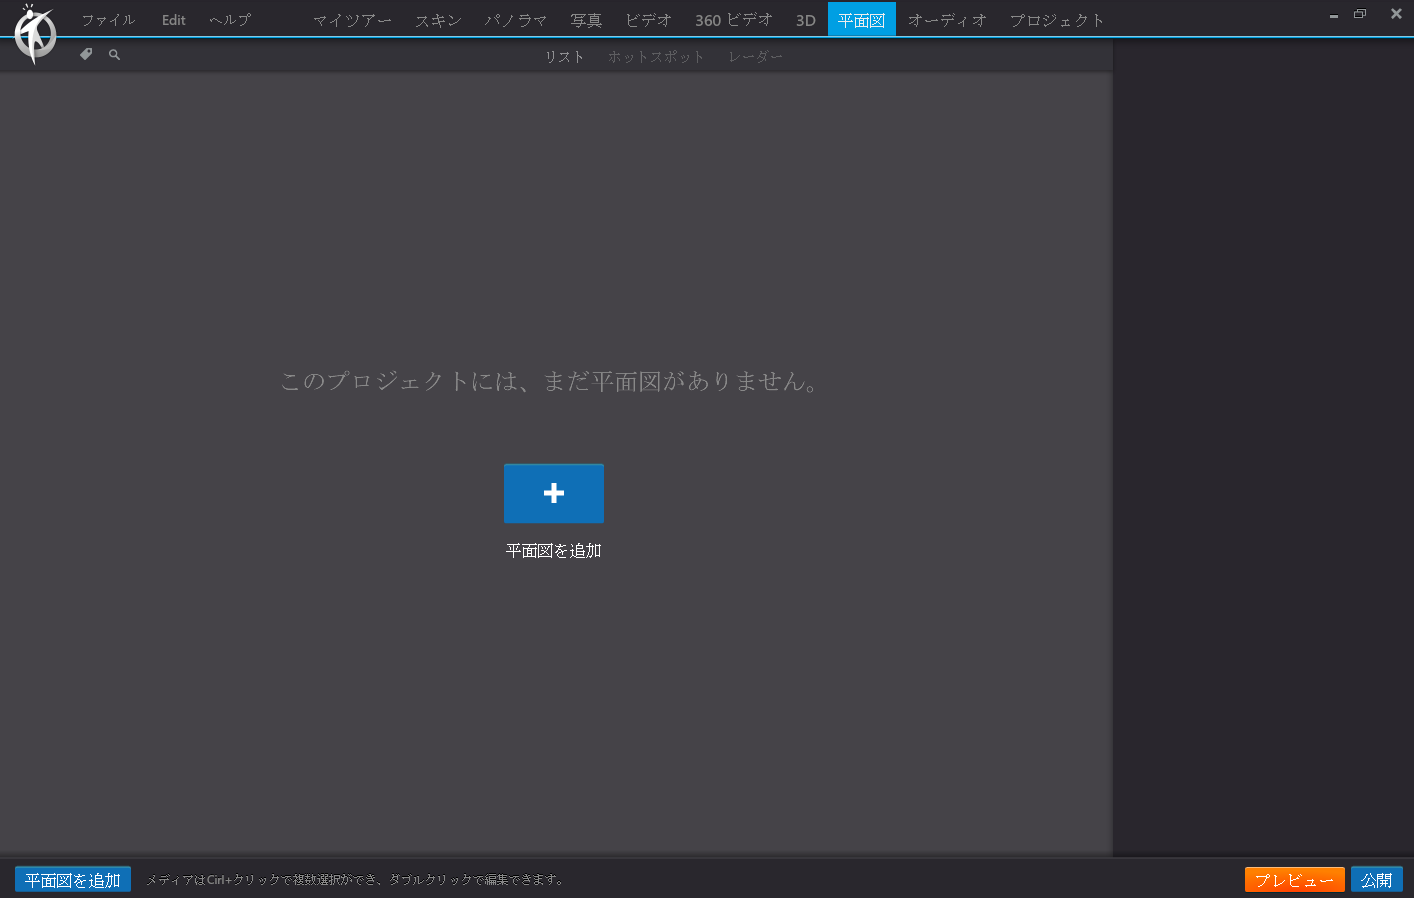 ファイル Edit ヘルプ マイツアー スキン パノラマ 写真 ビデオ 360 ビデオ 3D 平面図 オーディオ プロジェクト
リスト ホットスポット レーダー
このプロジェクトには、まだ平面図がありません。
平面図を追加
平面図を追加 メディアはCirl+クリックで複数選択ができ、ダブルクリックで編集できます。 プレビュー 公開